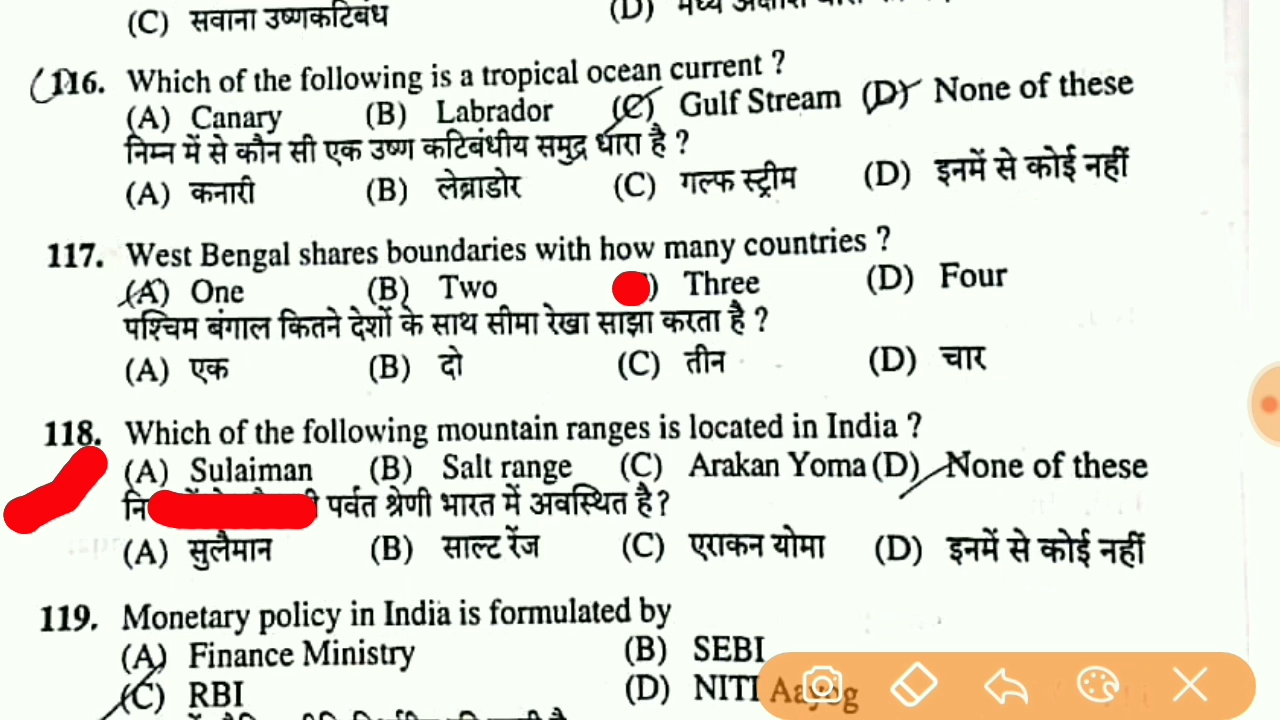 (C) सवाना उष्णकटिबंध (D)
116. Which of the following is a tropical ocean current ?
(A) Canary (B) Labrador (C) Gulf Stream (D) None of these
निम्न में से कौन सी एक उष्ण कटिबंधीय समुद्र धारा है ?
(A) कनारी (B) लेब्राडोर (C) गल्फ स्ट्रीम (D) इनमें से कोई नहीं
117. West Bengal shares boundaries with how many countries ?
(A) One (B) Two ) Three (D) Four
पश्चिम बंगाल कितने देशों के साथ सीमा रेखा साझा करता है ?
(A) एक (B) दो (C) तीन (D) चार
118. Which of the following mountain ranges is located in India ?
(A) Sulaiman (B) Salt range (C) Arakan Yoma (D) None of these
पर्वत श्रेणी भारत में अवस्थित है?
(A) सुलैमान (B) साल्ट रेंज (C) एराकन योमा (D) इनमें से कोई नहीं
119. Monetary policy in India is formulated by
(A) Finance Ministry (B) SEBI
(C) RBI (D) NITI Aayog